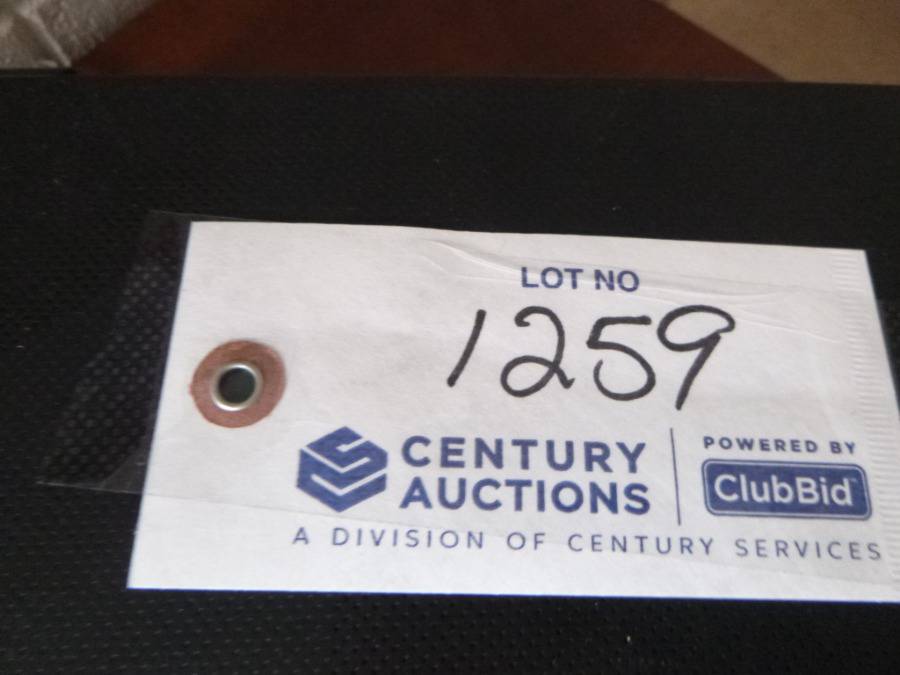 LOT NO
1259
CENTURY
AUCTIONS
POWERED BY
ClubBid
A DIVISION OF CENTURY SERVICES